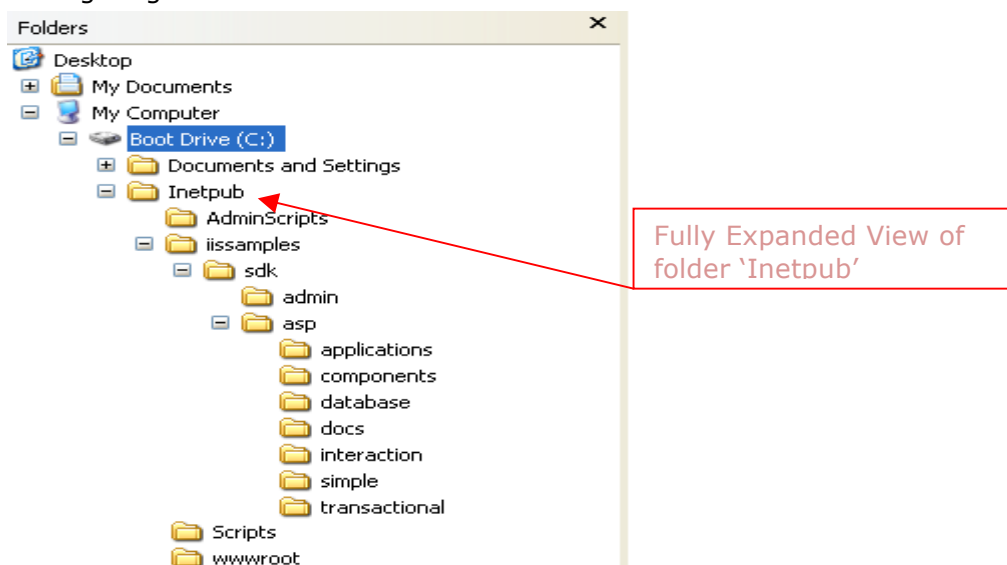 Folders
Desktop
My Documents
My Computer
Boot Drive (C:)
Documents and Settings
Inetpub
AdminScripts
iissamples
sdk
admin
asp
applications
components
database
docs
interaction
simple
transactional
Scripts
wwwroot
Fully Expanded View of
folder ‘Inetpub’